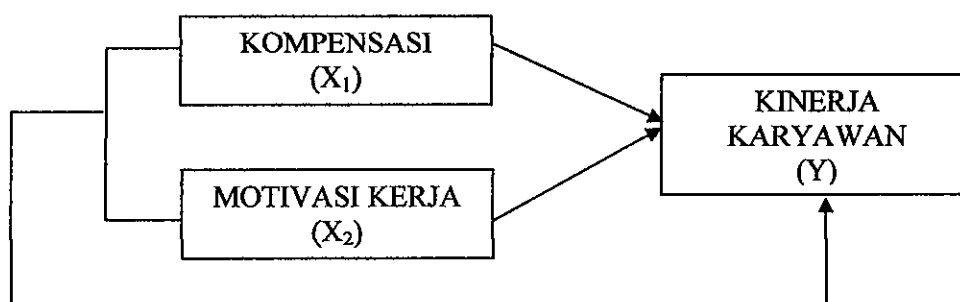 KOMPENSASI
(X₁)
MOTIVASI KERJA
(X₂)
KINERJA
KARYAWAN
(Y)